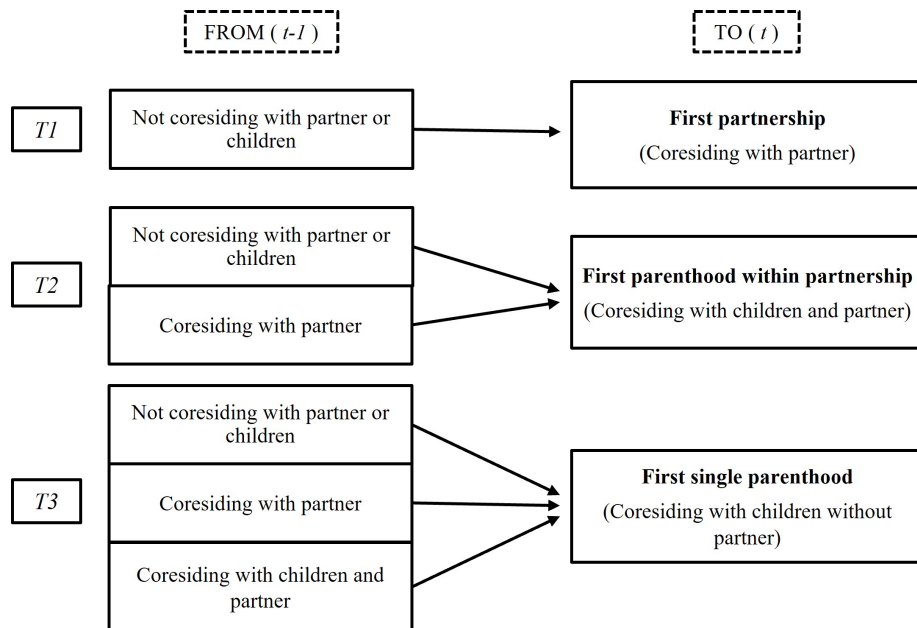 FROM ( t-1 )
TO ( t )
T1
Not coresiding with partner or
children
First partnership
(Coresiding with partner)
T2
Not coresiding with partner or
children
Coresiding with partner
First parenthood within partnership
(Coresiding with children and partner)
T3
Not coresiding with partner or
children
Coresiding with partner
Coresiding with children and
partner
First single parenthood
(Coresiding with children without
partner)